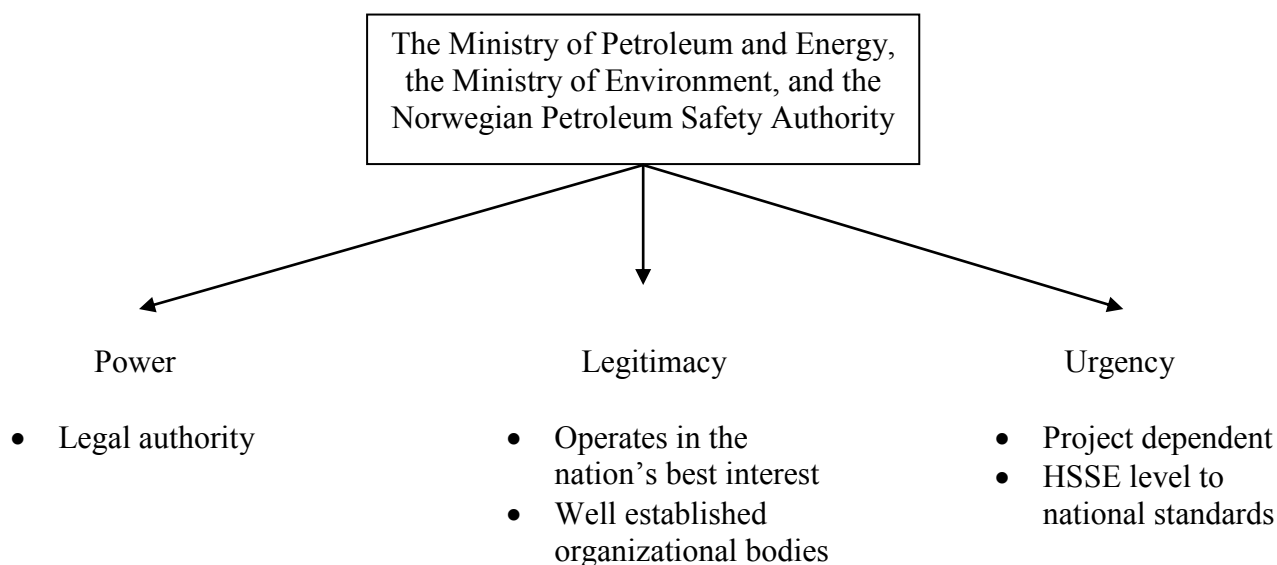 The Ministry of Petroleum and Energy,
the Ministry of Environment, and the
Norwegian Petroleum Safety Authority
Power
• Legal authority
Legitimacy
• Operates in the
nation’s best interest
• Well established
organizational bodies
Urgency
• Project dependent
• HSSE level to
national standards